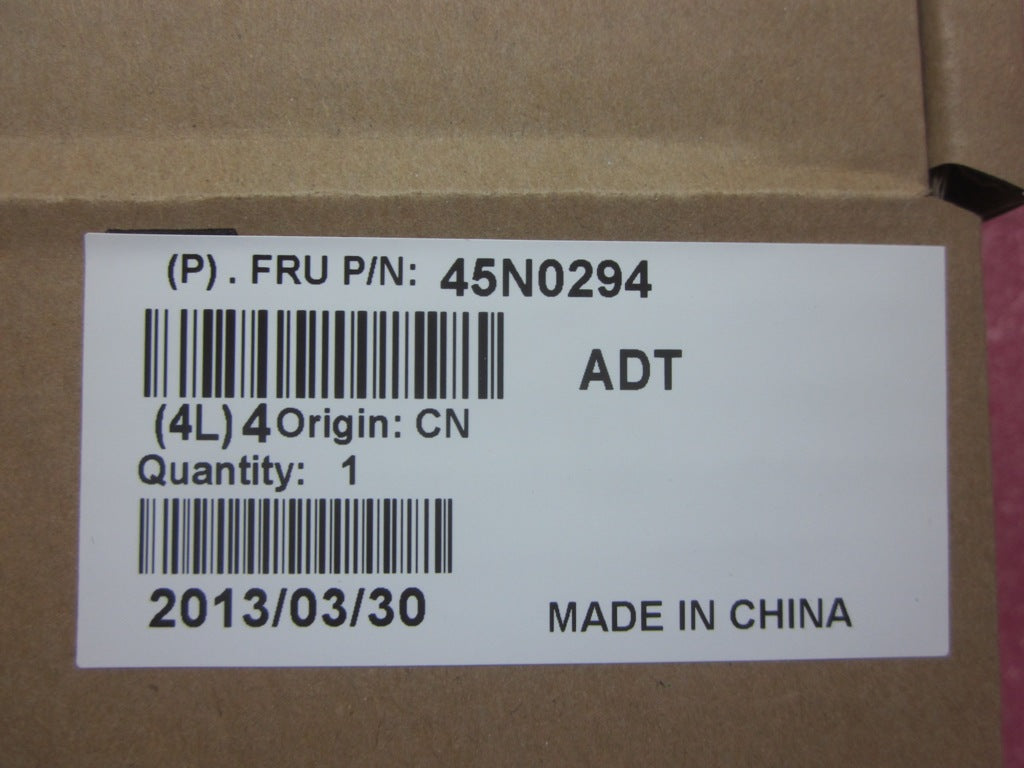 (P) . FRU P/N: 45N0294
ADT
(4L) 4 Origin: CN
Quantity: 1
2013/03/30
MADE IN CHINA